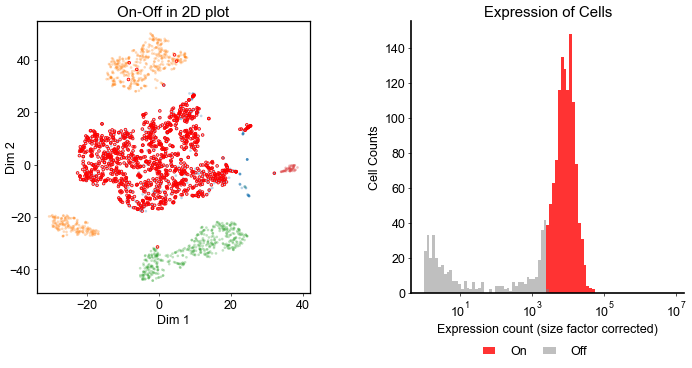 On-Off in 2D plot
Dim 2
40
20
0
−20
−40
−20 0 20 40
Dim 1
Expression of Cells
Cell Counts
140
120
100
80
60
40
20
0
10^1 10^3 10^5 10^7
Expression count (size factor corrected)
On Off